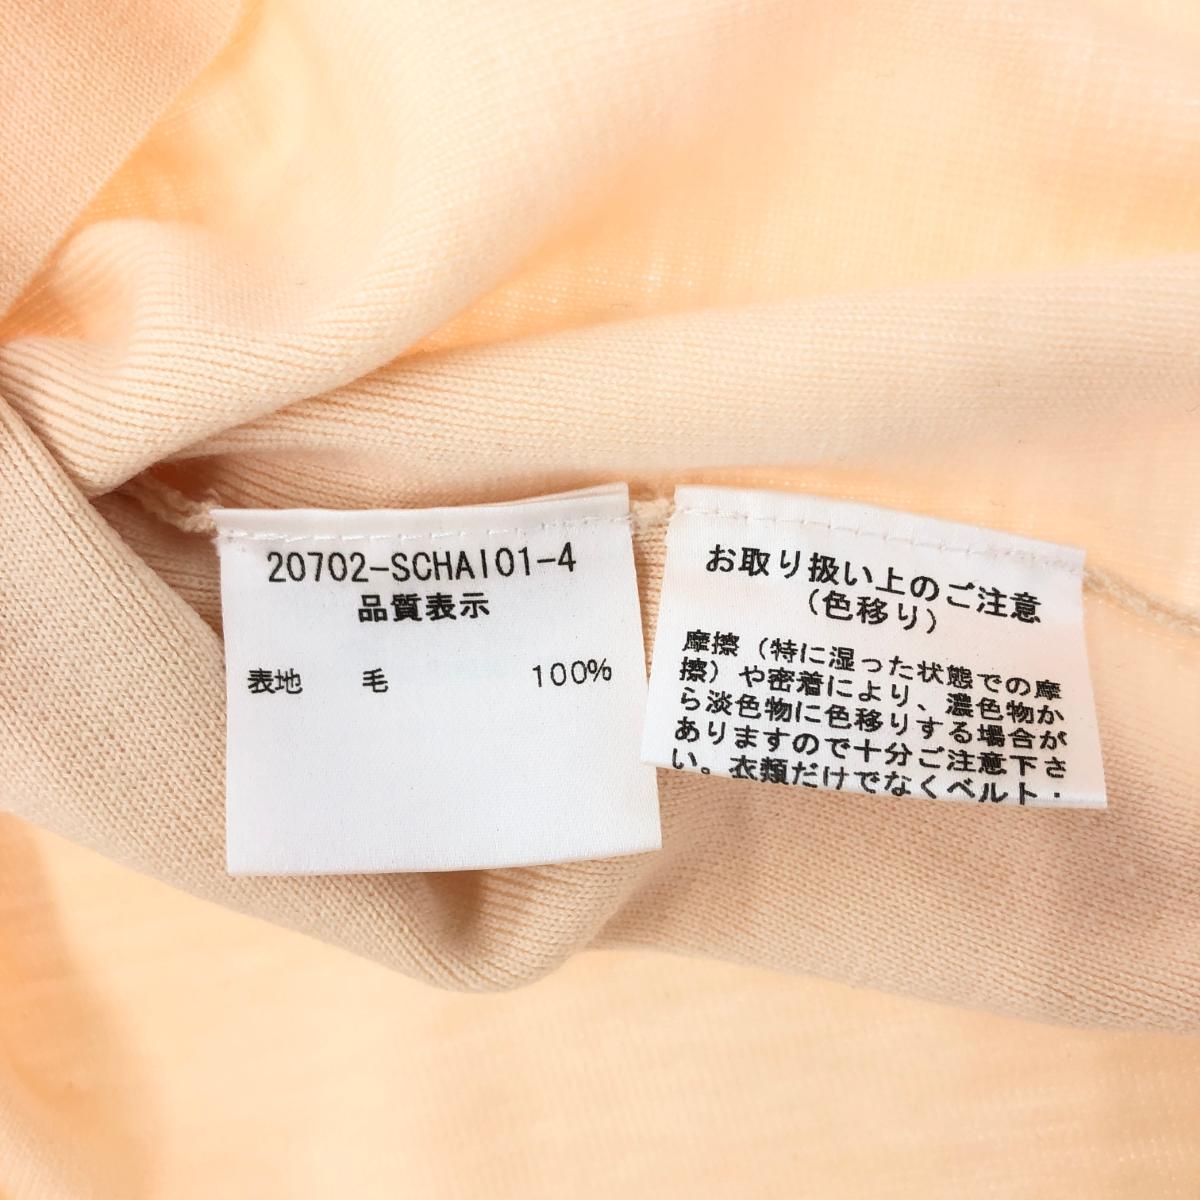 20702-SCHAI01-4
品質表示
表地 毛 100%
お取り扱い上のご注意
(色移り)
摩擦(特に湿った状態での摩
擦)や密着により、濃色物か
ら淡色物に色移りする場合が
ありますので十分ご注意下さ
い。衣類だけでなくベルト・